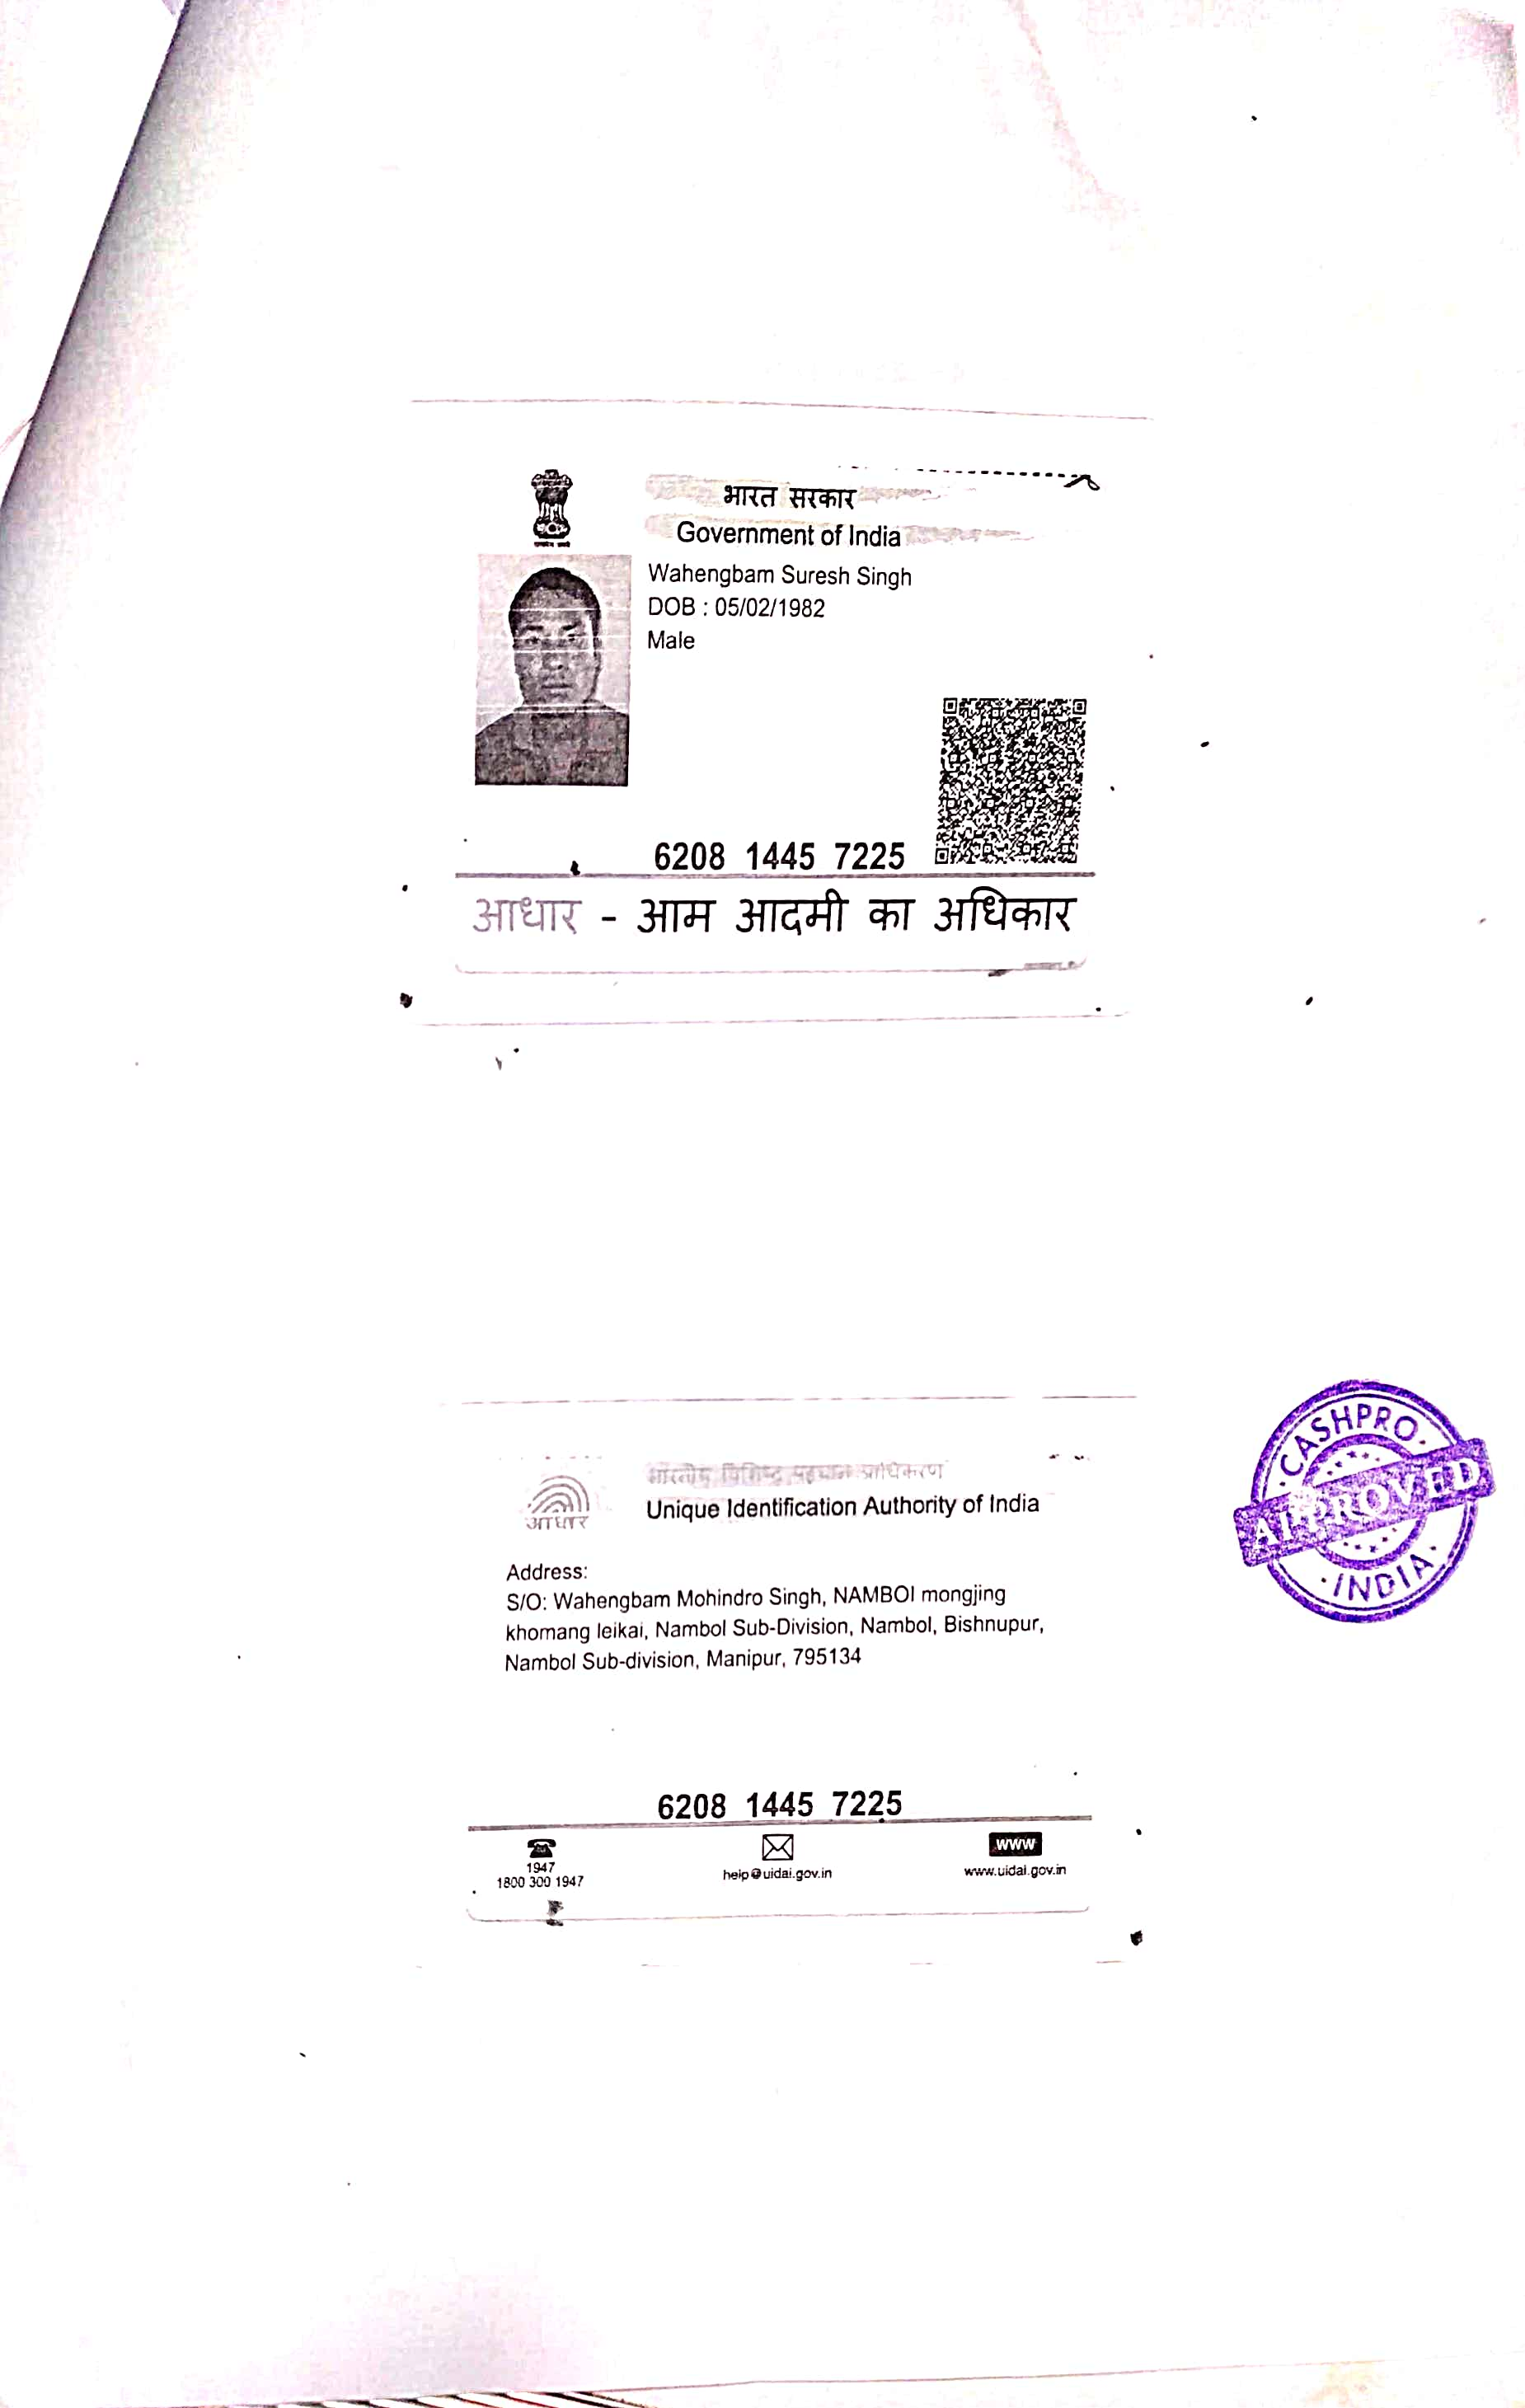 भारत सरकार
Government of India
Wahengbam Suresh Singh
DOB : 05/02/1982
Male
6208 1445 7225
आधार - आम आदमी का अधिकार
भारतीय विशिष्ट पहचान प्राधिकरण
आधार
Unique Identification Authority of India
Address:
S/O: Wahengbam Mohindro Singh, NAMBOI mongjing
khomang leikai, Nambol Sub-Division, Nambol, Bishnupur,
Nambol Sub-division, Manipur, 795134
6208 1445 7225
1947
1800 300 1947
help@uidai.gov.in
www
www.uidai.gov.in
CASHPRO
APPROVED
INDIA